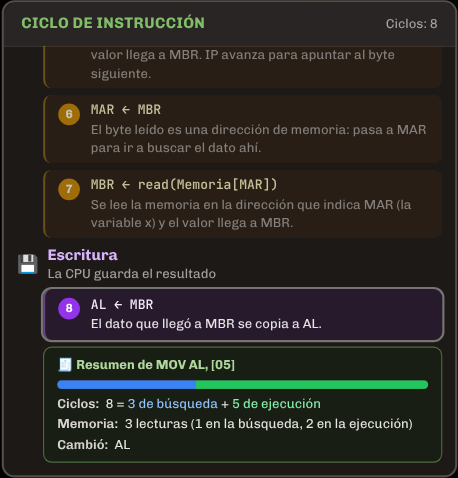 CICLO DE INSTRUCCIÓN
Ciclos: 8
valor llega a MBR. IP avanza para apuntar al byte
siguiente.
6
MAR ← MBR
El byte leído es una dirección de memoria: pasa a MAR
para ir a buscar el dato ahí.
7
MBR ← read(Memoria[MAR])
Se lee la memoria en la dirección que indica MAR (la
variable x) y el valor llega a MBR.
Escritura
La CPU guarda el resultado
8
AL ← MBR
El dato que llegó a MBR se copia a AL.
Resumen de MOV AL, [05]
Ciclos: 8 = 3 de búsqueda + 5 de ejecución
Memoria: 3 lecturas (1 en la búsqueda, 2 en la ejecución)
Cambió: AL